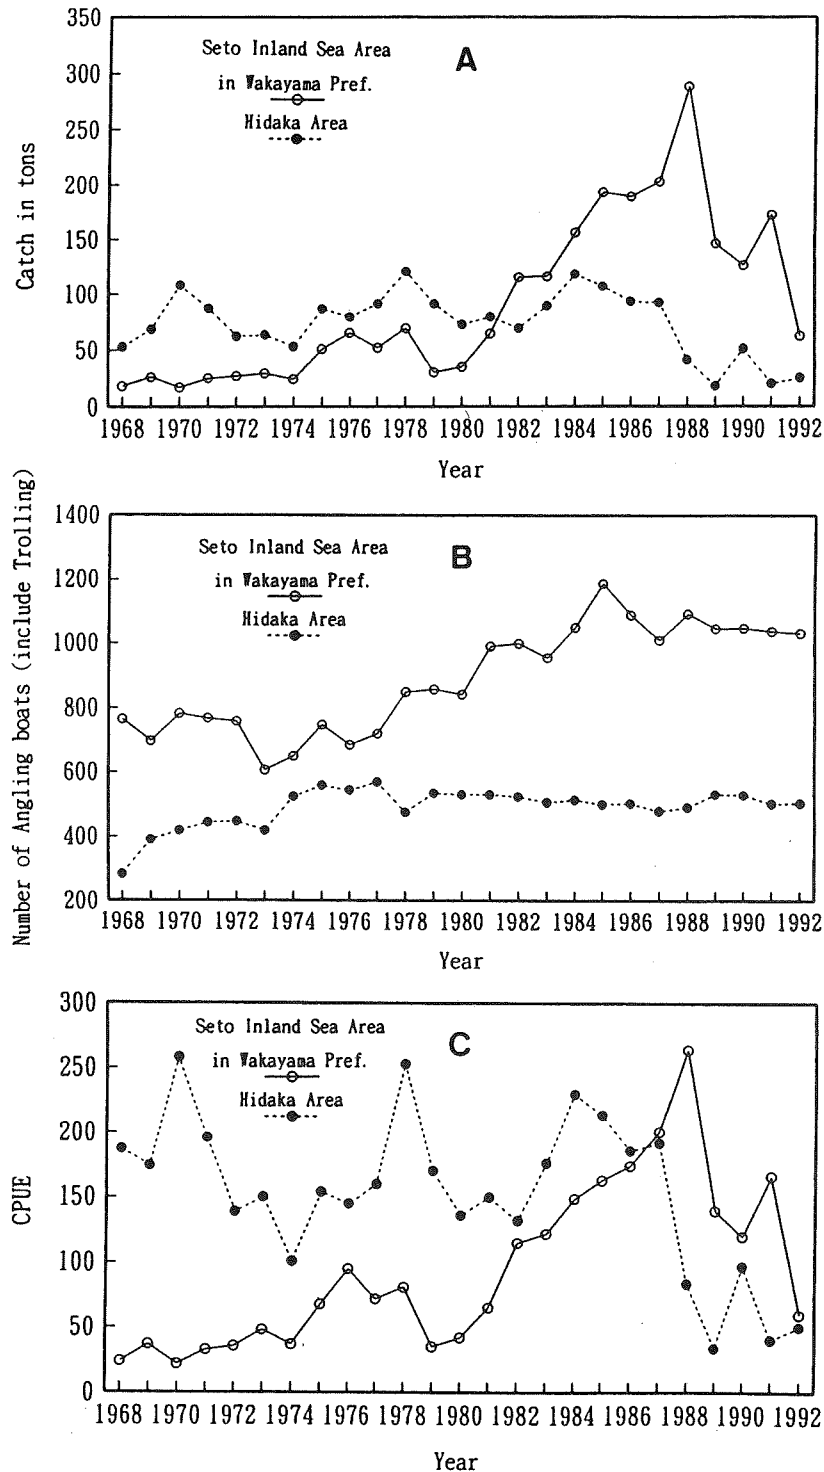 350
300
250
200
150
100
50
0
Catch in tons
Seto Inland Sea Area
in Wakayama Pref.
Hidaka Area
A
1968 1970 1972 1974 1976 1978 1980 1982 1984 1986 1988 1990 1992
Year
1400
1200
1000
800
600
400
200
Number of Angling boats (include Trolling)
Seto Inland Sea Area
in Wakayama Pref.
Hidaka Area
B
1968 1970 1972 1974 1976 1978 1980 1982 1984 1986 1988 1990 1992
Year
300
250
200
150
100
50
0
CPUE
Seto Inland Sea Area
in Wakayama Pref.
Hidaka Area
C
1968 1970 1972 1974 1976 1978 1980 1982 1984 1986 1988 1990 1992
Year